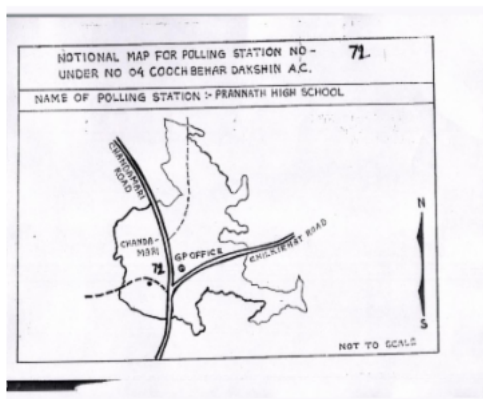 NOTIONAL MAP FOR POLLING STATION NO - 71.
UNDER NO 04 COOCH BEHAR DAKSHIN A.C.
NAME OF POLLING STATION :- PRANNATH HIGH SCHOOL
CHANDAMARI
ROAD
CHANDA-
MARI
71
GP OFFICE
CHILKIRHAT ROAD
N
S
NOT TO SCALE